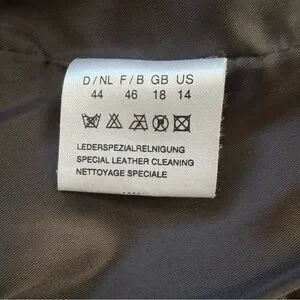 D/NL F/B GB US
44 46 18 14
LEDERSPEZIALREINIGUNG
SPECIAL LEATHER CLEANING
NETTOYAGE SPECIALE